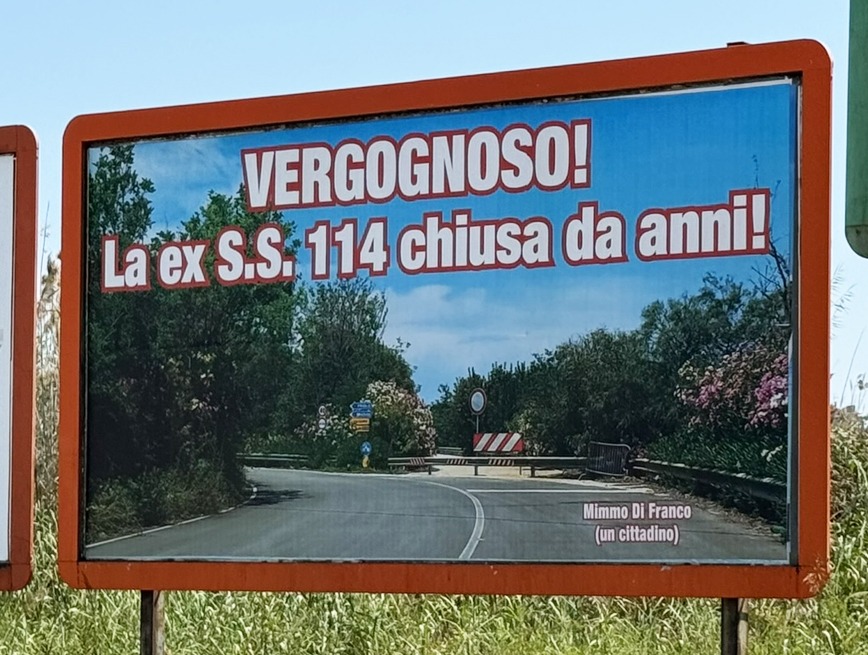 VERGOGNOSO!
La ex S.S. 114 chiusa da anni!
Mimmo Di Franco
(un cittadino)